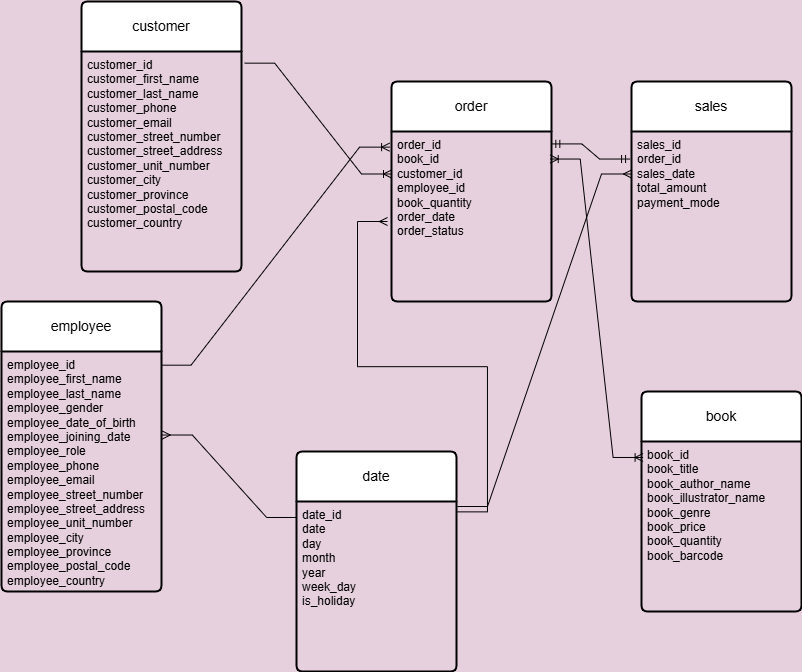 customer
customer_id
customer_first_name
customer_last_name
customer_phone
customer_email
customer_street_number
customer_street_address
customer_unit_number
customer_city
customer_province
customer_postal_code
customer_country
order
order_id
book_id
customer_id
employee_id
book_quantity
order_date
order_status
sales
sales_id
order_id
sales_date
total_amount
payment_mode
employee
employee_id
employee_first_name
employee_last_name
employee_gender
employee_date_of_birth
employee_joining_date
employee_role
employee_phone
employee_email
employee_street_number
employee_street_address
employee_unit_number
employee_city
employee_province
employee_postal_code
employee_country
date
date_id
date
day
month
year
week_day
is_holiday
book
book_id
book_title
book_author_name
book_illustrator_name
book_genre
book_price
book_quantity
book_barcode